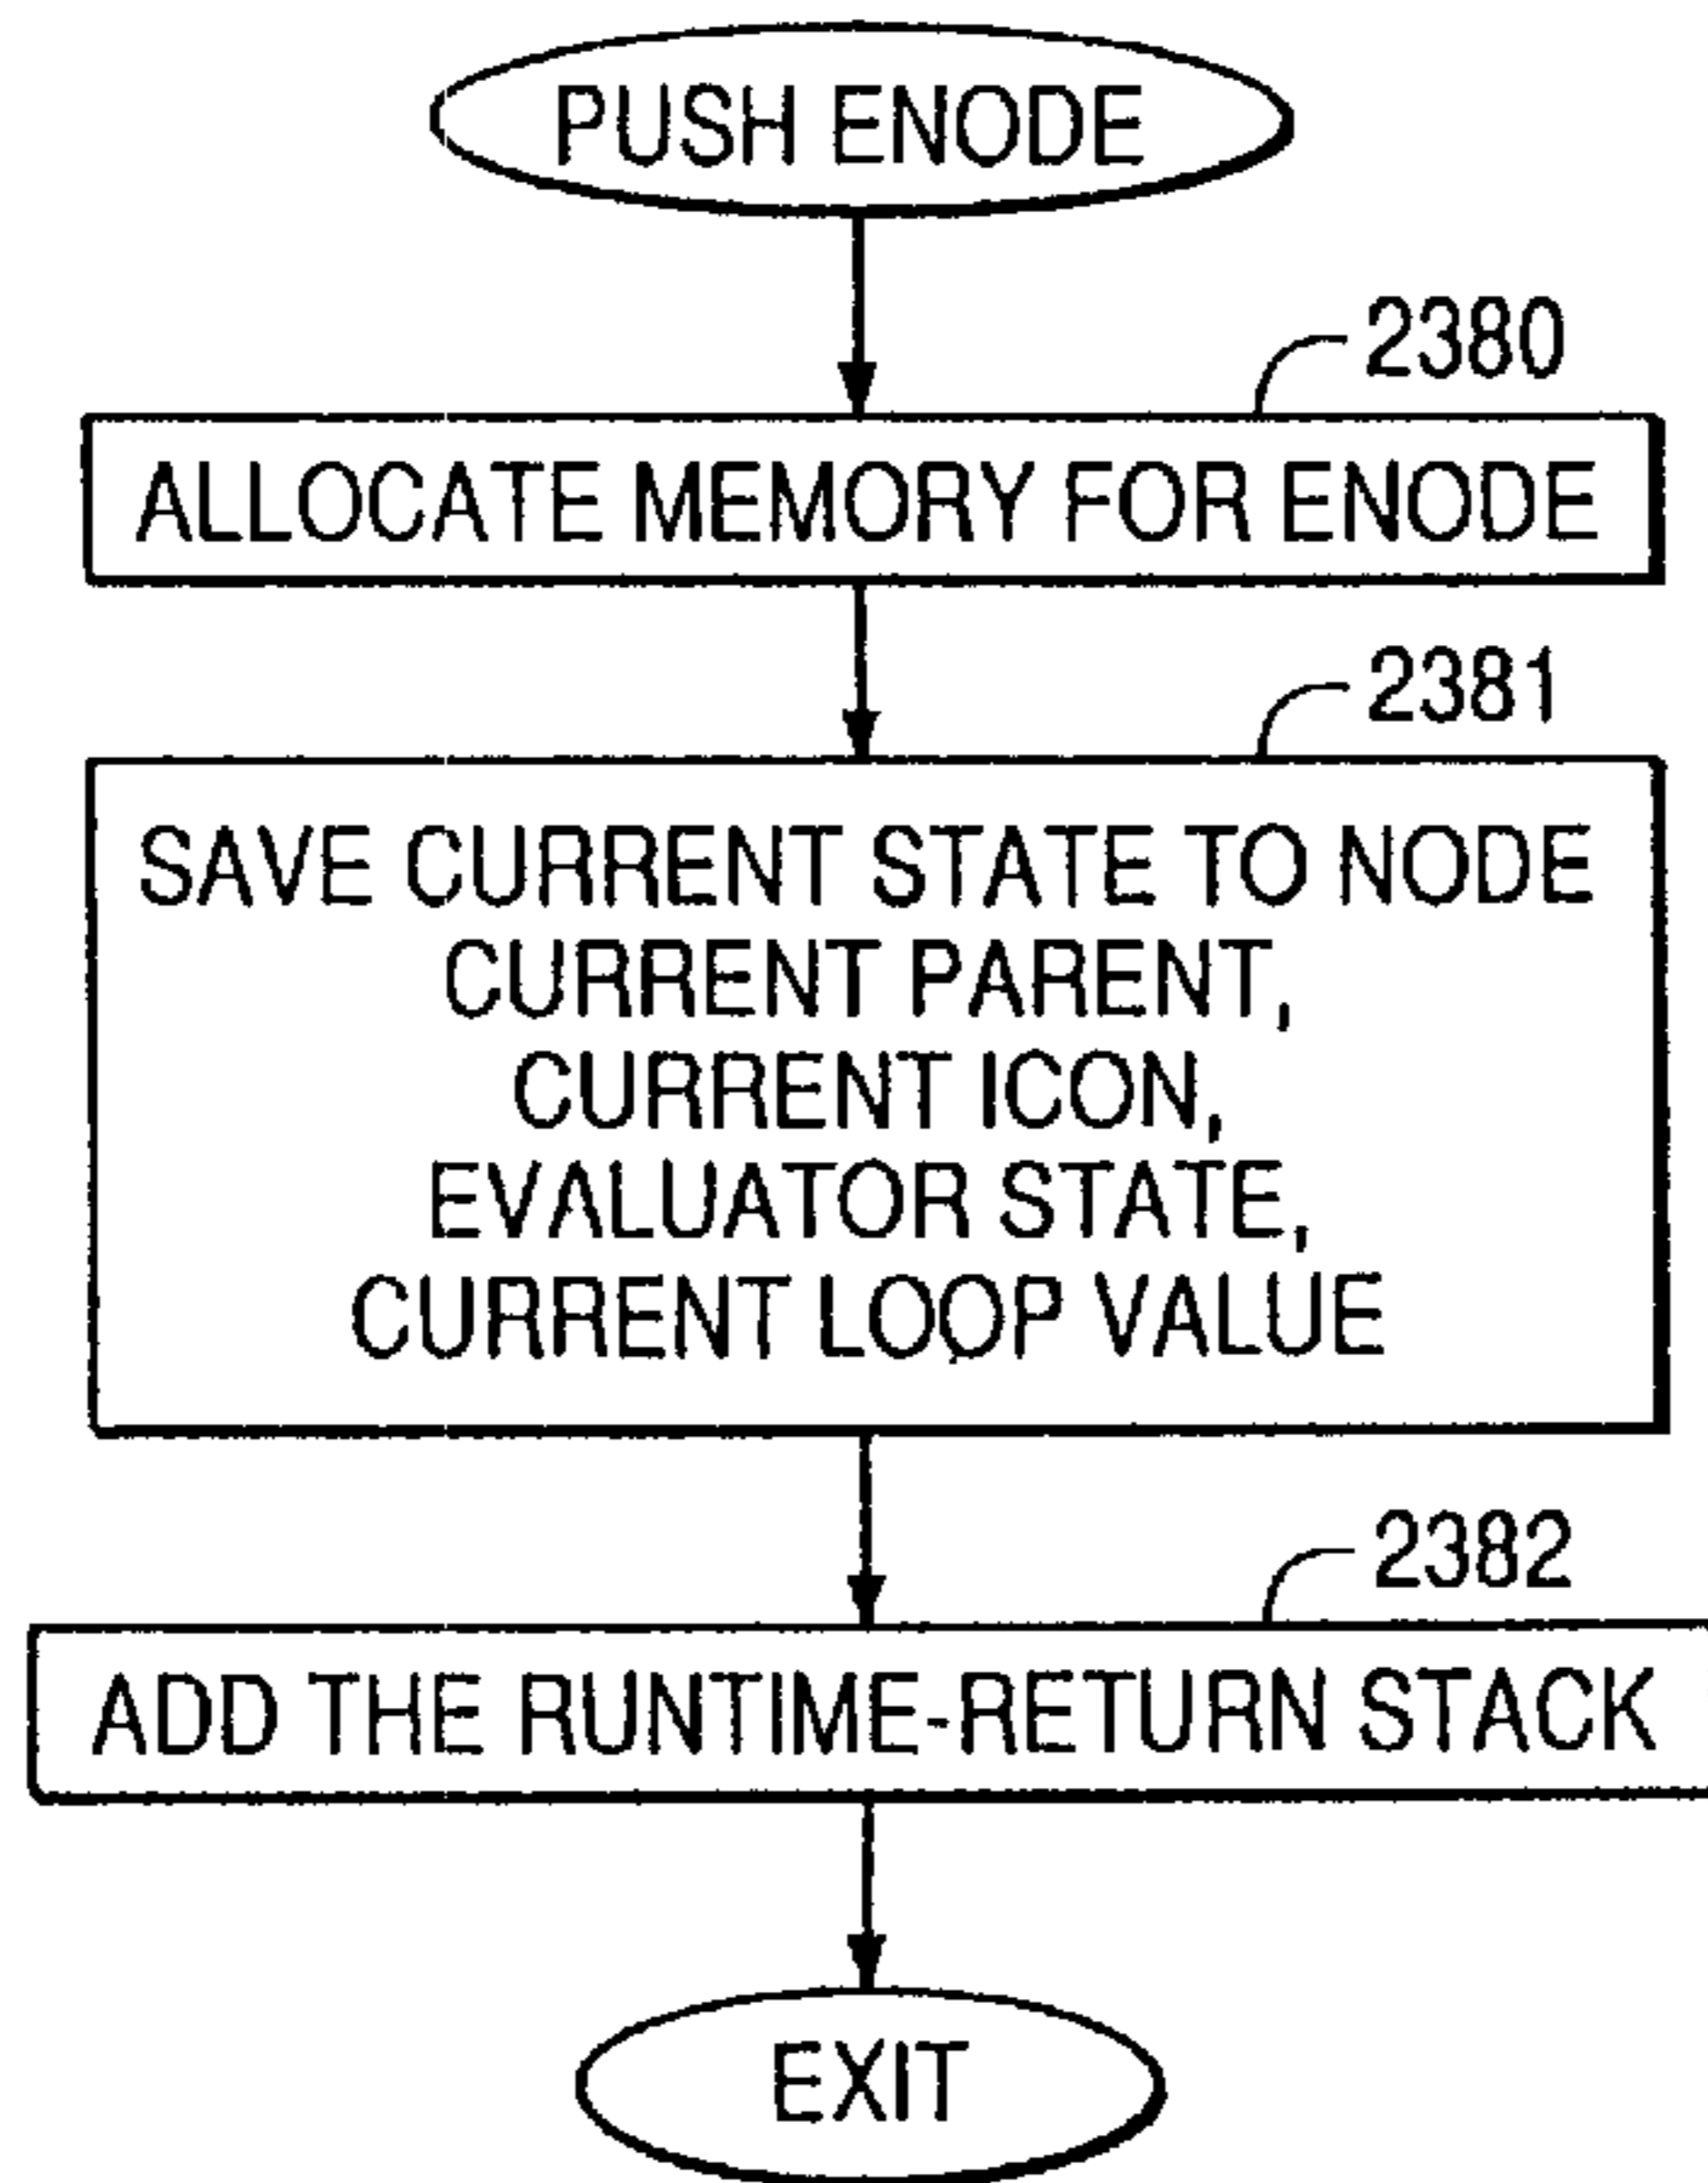 PUSH ENODE
2380
ALLOCATE MEMORY FOR ENODE
2381
SAVE CURRENT STATE TO NODE
CURRENT PARENT,
CURRENT ICON,
EVALUATOR STATE,
CURRENT LOOP VALUE
2382
ADD THE RUNTIME-RETURN STACK
EXIT